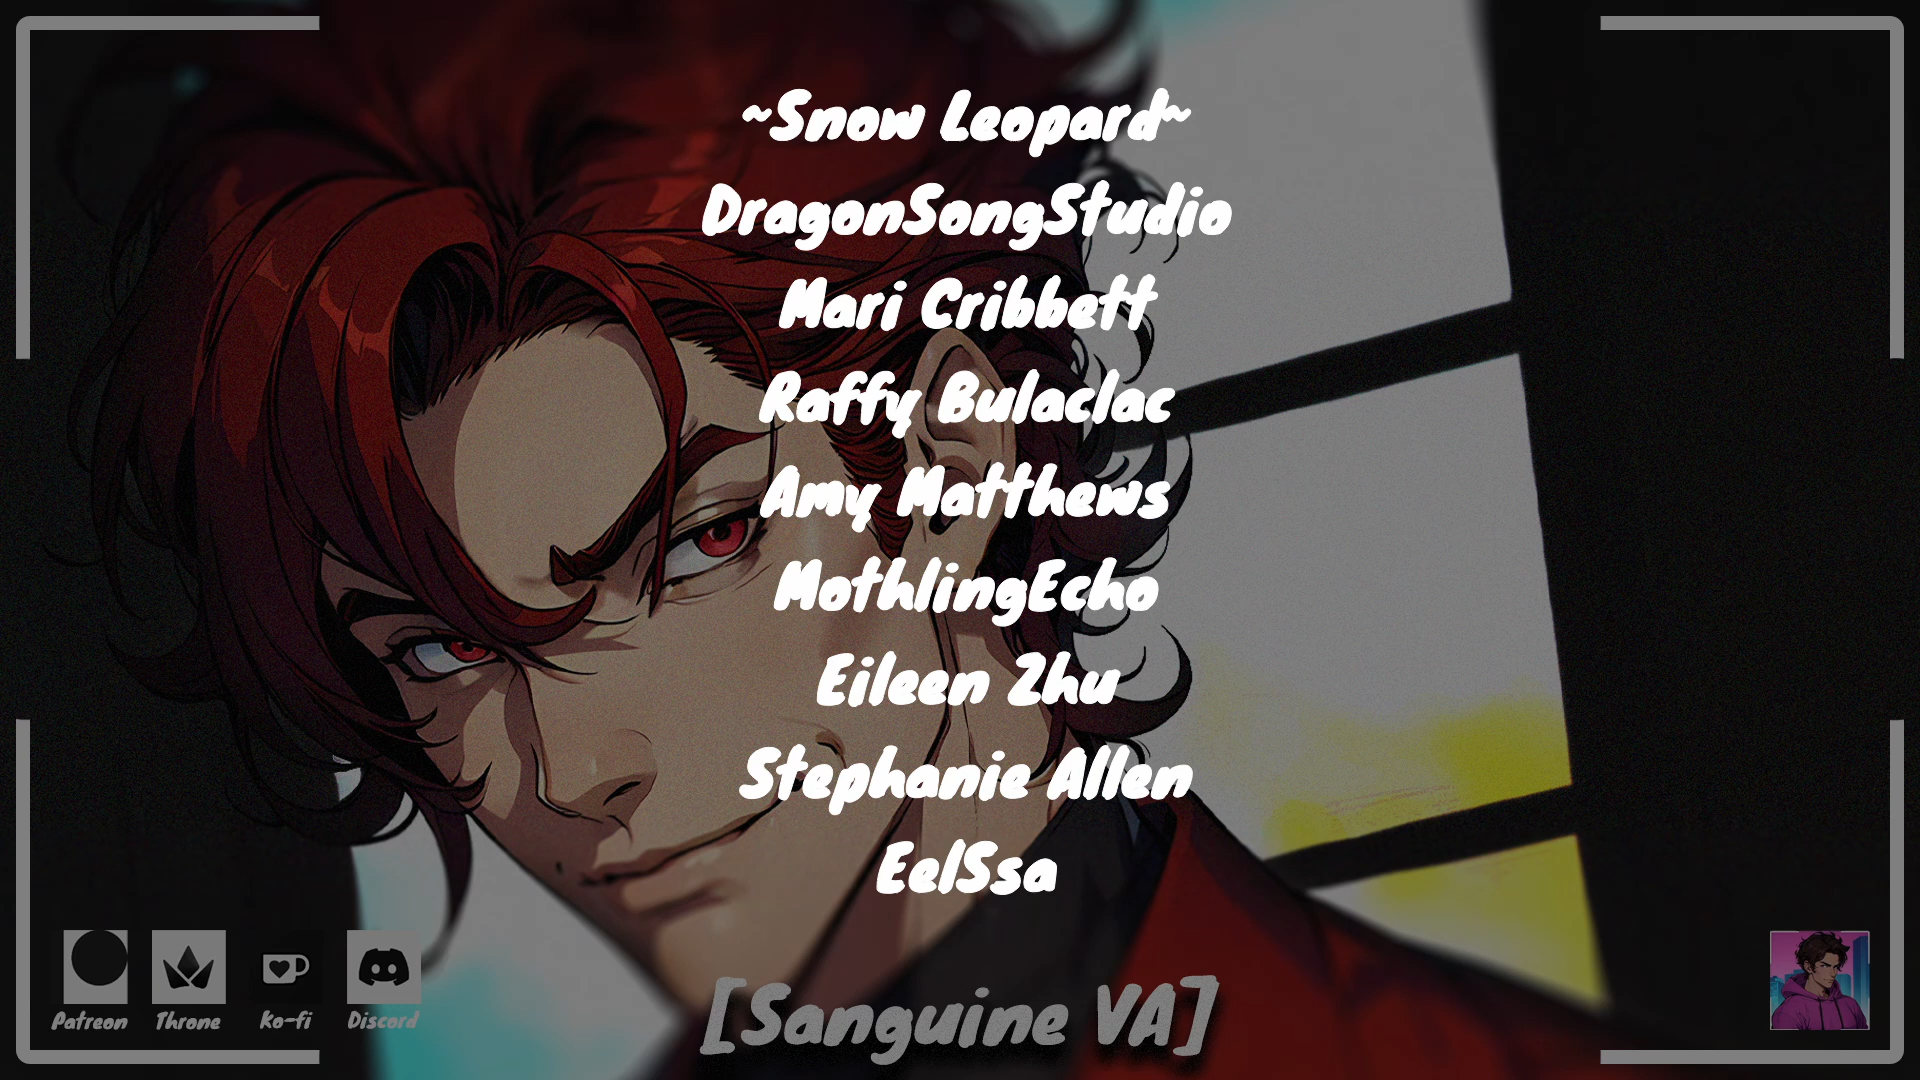 ~Snow Leopard~
DragonSongStudio
Mari Cribbett
Raffy Bulaclac
Amy Matthews
MothlingEcho
Eileen Zhu
Stephanie Allen
EelSsa
Patreon
Throne
Ko-fi
Discord
[Sanguine VA]